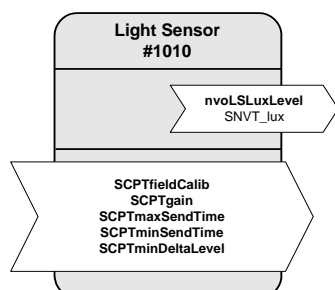 Light Sensor
#1010
nvoLSLuxLevel
SNVT_lux
SCPTfieldCalib
SCPTgain
SCPTmaxSendTime
SCPTminSendTime
SCPTminDeltaLevel